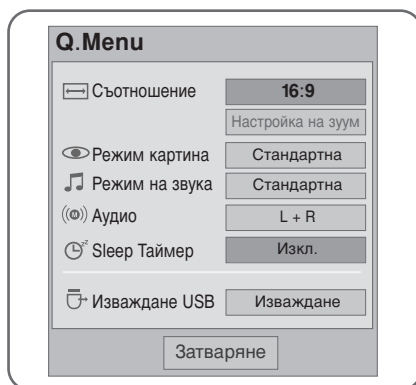 Q.Menu
Съотношение 16:9
Настройка на зуум
Режим картина Стандартна
Режим на звука Стандартна
Аудио L + R
Sleep Таймер Изкл.
Изваждане USB Изваждане
Затваряне